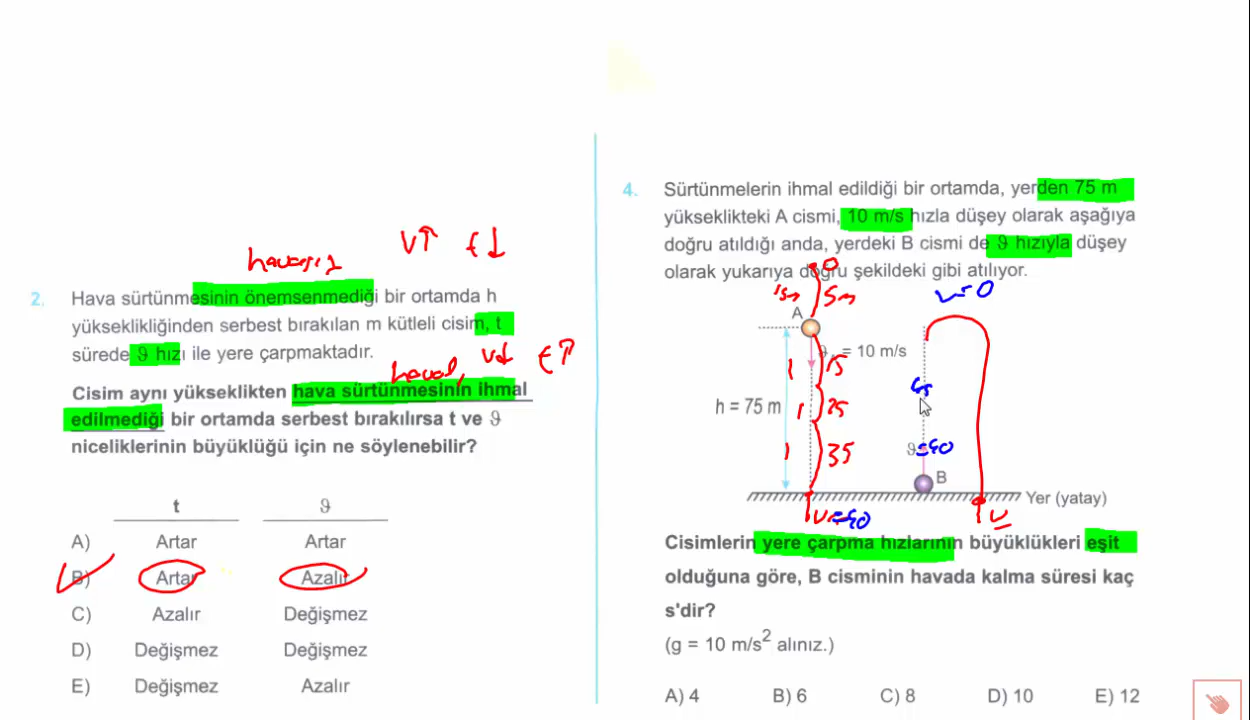 havasız
V↑ t↓
2. Hava sürtünmesinin önemsenmediği bir ortamda h
yüksekliğinden serbest bırakılan m kütleli cisim, t
sürede ϑ hızı ile yere çarpmaktadır.
V↓ t↑
Cisim aynı yükseklikten hava sürtünmesinin ihmal
edilmediği bir ortamda serbest bırakılırsa t ve ϑ
niceliklerinin büyüklüğü için ne söylenebilir?
t ϑ
A) Artar Artar
B) Artar Azalır
C) Azalır Değişmez
D) Değişmez Değişmez
E) Değişmez Azalır
4. Sürtünmelerin ihmal edildiği bir ortamda, yerden 75 m
yükseklikteki A cismi, 10 m/s hızla düşey olarak aşağıya
doğru atıldığı anda, yerdeki B cismi de ϑ hızıyla düşey
olarak yukarıya doğru şekildeki gibi atılıyor.
0
5m
V=0
A
= 10 m/s
1 15
h = 75 m
1 25
1 35
ϑ =40
B
Yer (yatay)
V=40
V
Cisimlerin yere çarpma hızlarının büyüklükleri eşit
olduğuna göre, B cisminin havada kalma süresi kaç
s'dir?
(g = 10 m/s² alınız.)
A) 4 B) 6 C) 8 D) 10 E) 12